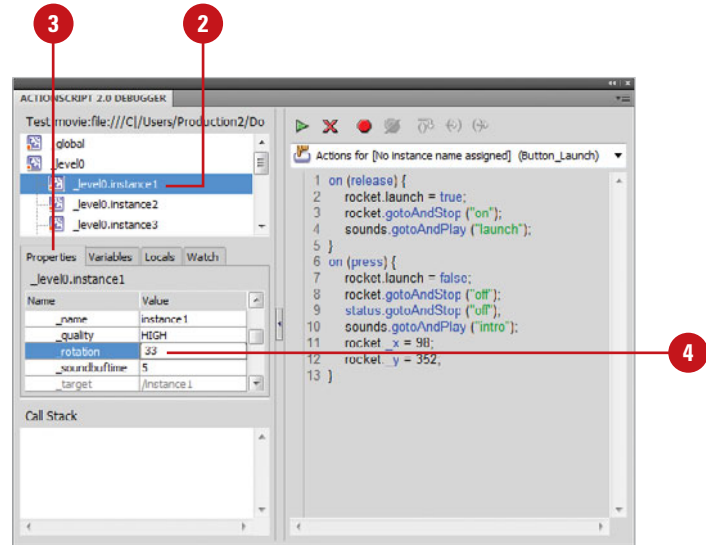 3
2
ACTIONSCRIPT 2.0 DEBUGGER
Test movie:file:///C|/Users/Production2/Do
_global
_level0
_level0.instance1
_level0.instance2
_level0.instance3
Properties Variables Locals Watch
_level0.instance1
Name Value
_name instance1
_quality HIGH
_rotation 33
_soundbuftime 5
_target /instance1
4
Call Stack
Actions for [No instance name assigned] (Button_Launch)
1 on (release) {
2 rocket.launch = true;
3 rocket.gotoAndStop ("on");
4 sounds.gotoAndPlay ("launch");
5 }
6 on (press) {
7 rocket.launch = false;
8 rocket.gotoAndStop ("off");
9 status.gotoAndStop ("off");
10 sounds.gotoAndPlay ("intro");
11 rocket._x = 98;
12 rocket._y = 352;
13 }